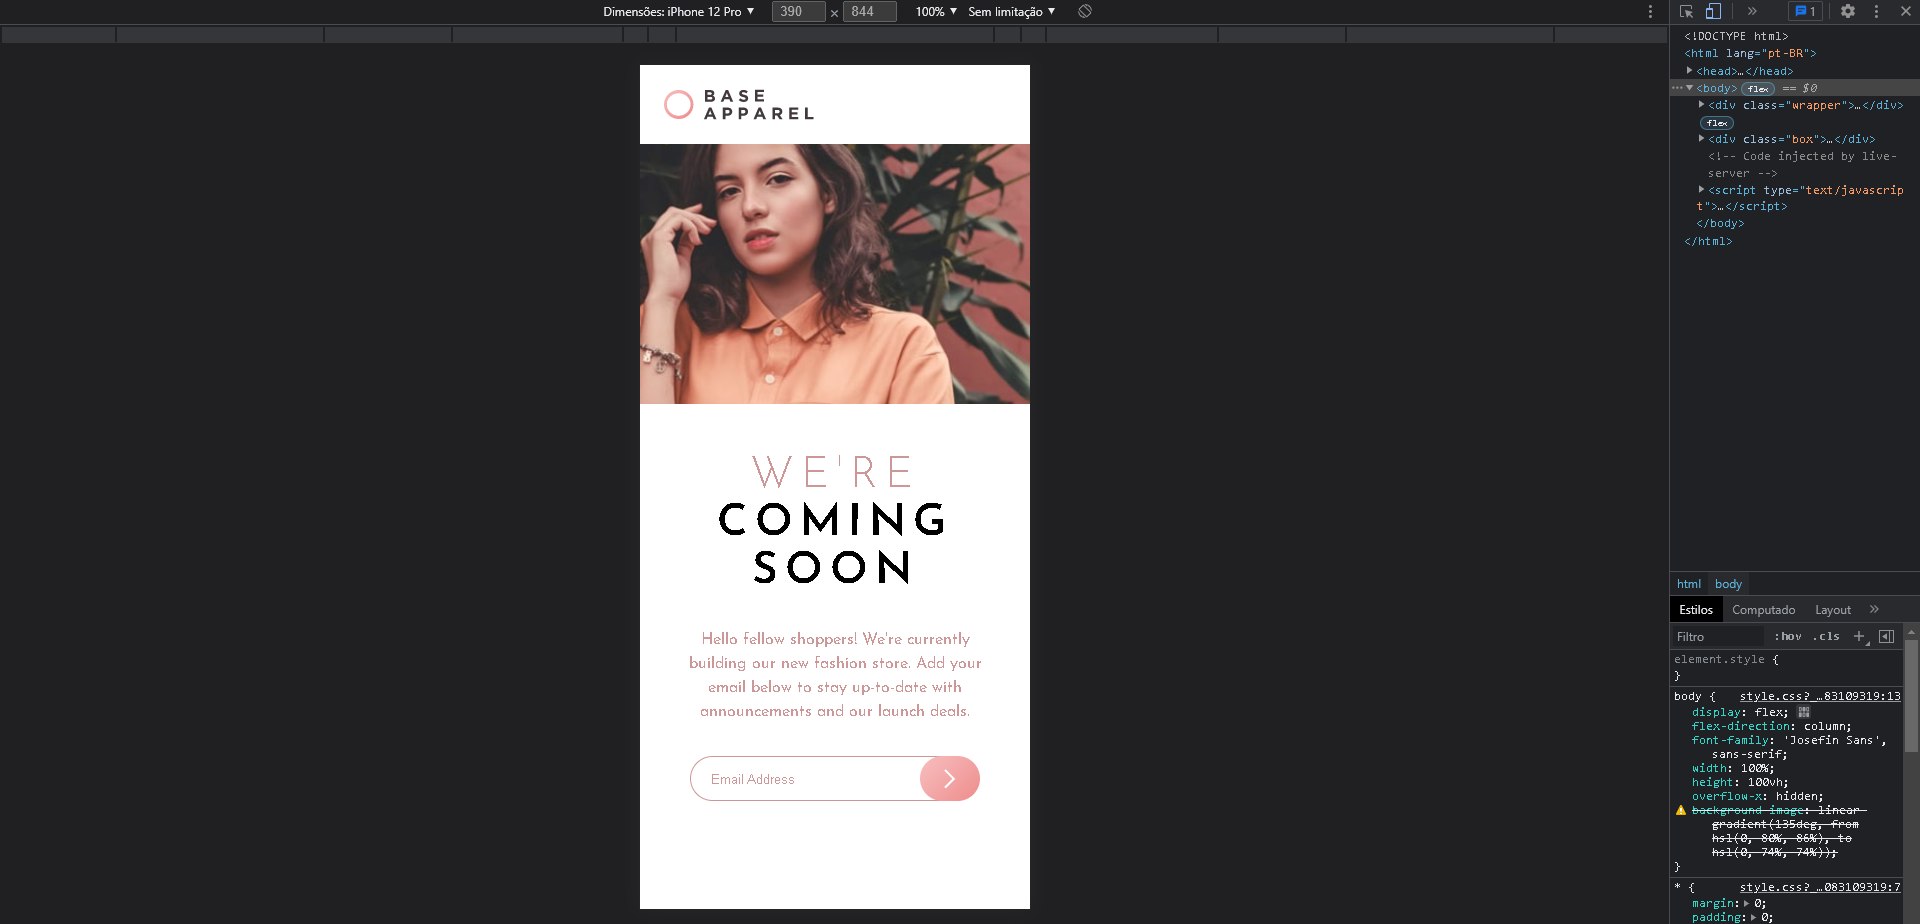 Dimensões: iPhone 12 Pro ▼ 390 × 844 100% ▼ Sem limitação ▼
BASE
APPAREL
WE'RE
COMING
SOON
Hello fellow shoppers! We're currently
building our new fashion store. Add your
email below to stay up-to-date with
announcements and our launch deals.
Email Address
1
<!DOCTYPE html>
<html lang="pt-BR">
<head>…</head>
<body> flex == $0
<div class="wrapper">…</div>
flex
<div class="box">…</div>
<!-- Code injected by live-
server -->
<script type="text/javascrip
t">…</script>
</body>
</html>
html body
Estilos Computado Layout »
Filtro :hov .cls +
element.style {
}
body { style.css?_…83109319:13
display: flex;
flex-direction: column;
font-family: 'Josefin Sans',
sans-serif;
width: 100%;
height: 100vh;
overflow-x: hidden;
background-image: linear-
gradient(135deg, from
hsl(0, 80%, 86%), to
hsl(0, 74%, 74%));
}
* { style.css?_…083109319:7
margin: 0;
padding: 0;